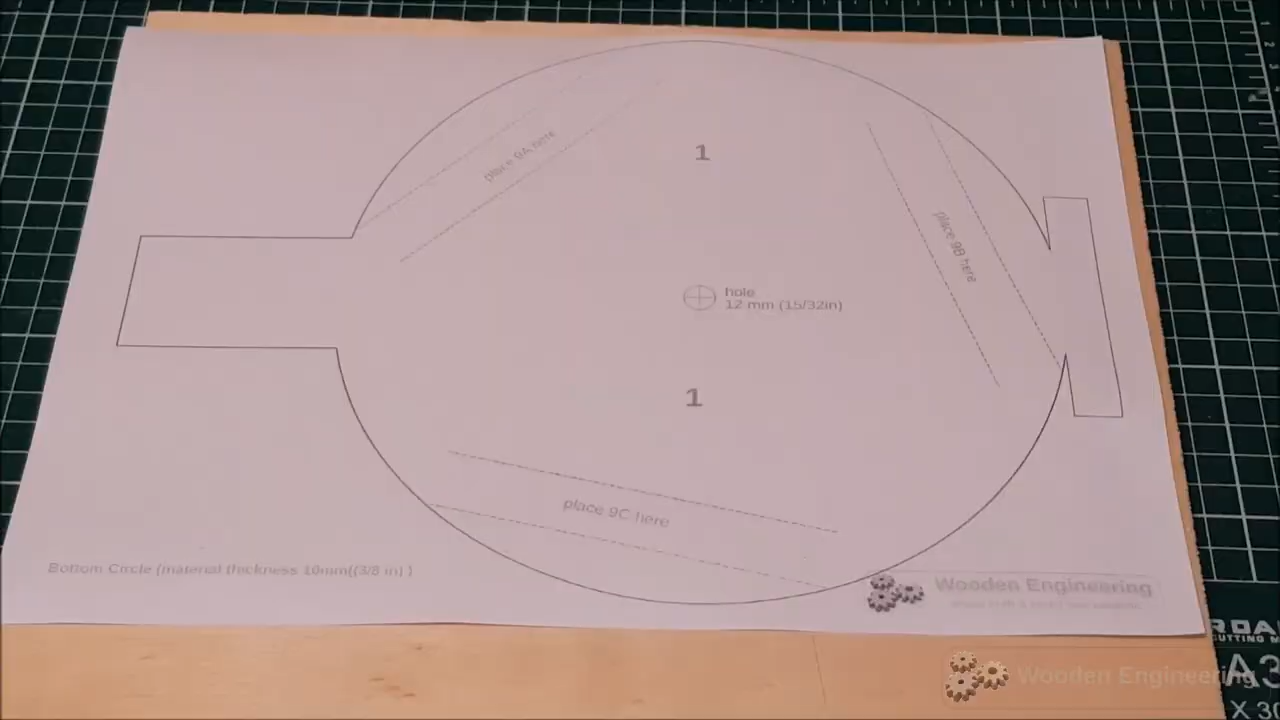 1
place 9A here
place 9B here
hole
12 mm (15/32in)
1
place 9C here
Bottom Circle (material thickness 10mm((3/8 in) )
Wooden Engineering
Wooden Engineering
A3